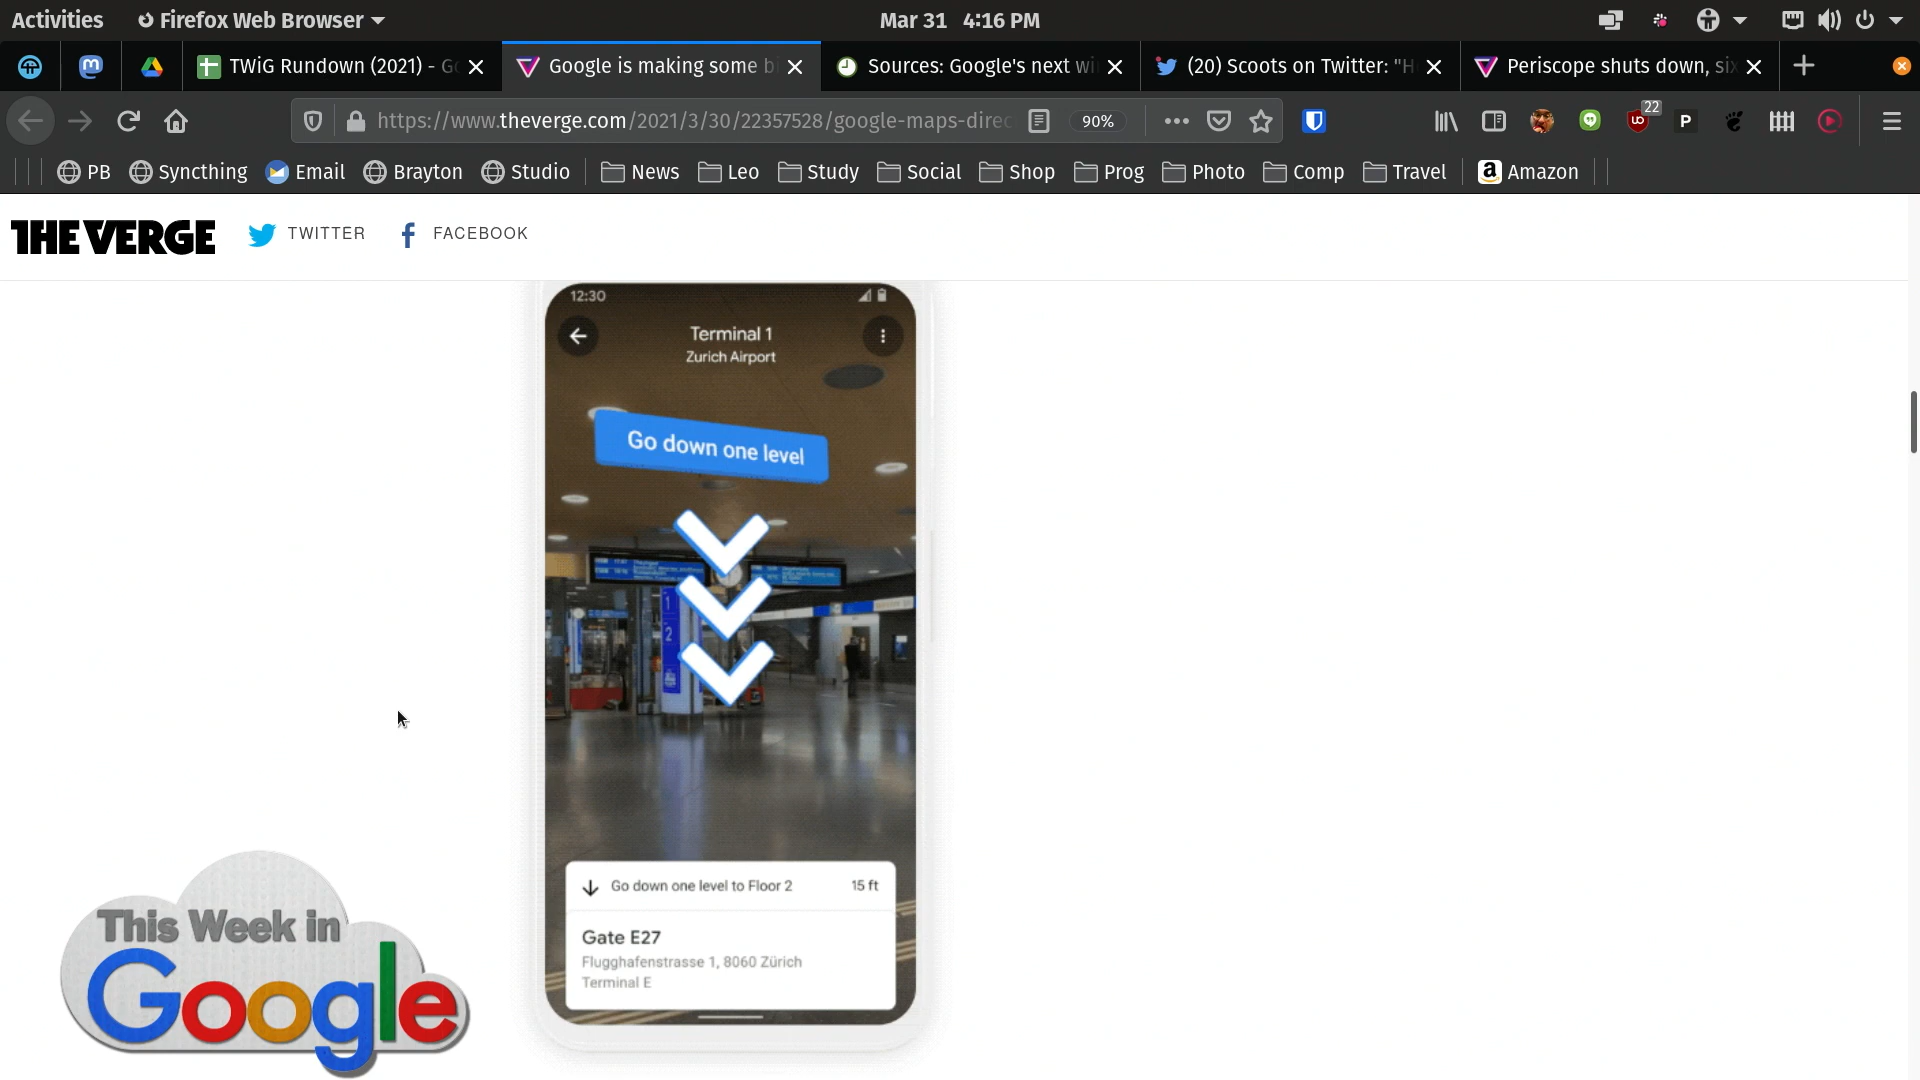 Activities
Firefox Web Browser
Mar 31 4:16 PM
TWiG Rundown (2021) - G
Google is making some b
Sources: Google's next wi
(20) Scoots on Twitter: "H
Periscope shuts down, six
https://www.theverge.com/2021/3/30/22357528/google-maps-direc
90%
22
PB
Syncthing
Email
Brayton
Studio
News
Leo
Study
Social
Shop
Prog
Photo
Comp
Travel
Amazon
THE VERGE
TWITTER
FACEBOOK
12:30
Terminal 1
Zurich Airport
Go down one level
1
2
Go down one level to Floor 2
15 ft
Gate E27
Flugghafenstrasse 1, 8060 Zürich
Terminal E
This Week in
Google